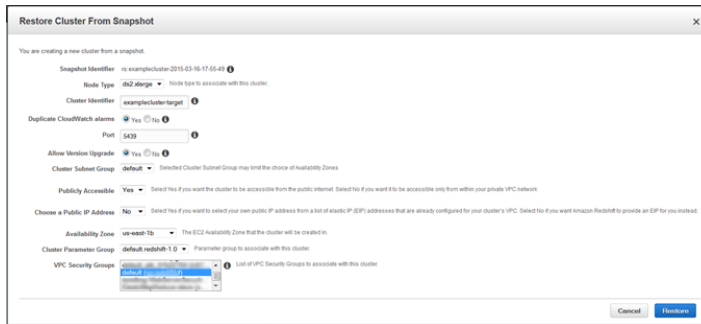 Restore Cluster From Snapshot
You are creating a new cluster from a snapshot.
Snapshot Identifier rs:examplecluster-2015-03-16-17-55-49
Node Type ds2.xlarge Node type to associate with this cluster.
Cluster Identifier examplecluster-target
Duplicate CloudWatch alarms Yes No
Port 5439
Allow Version Upgrade Yes No
Cluster Subnet Group default Selected Cluster Subnet Group may limit the choice of Availability Zones
Publicly Accessible Yes Select Yes if you want the cluster to be accessible from the public internet. Select No if you want it to be accessible only from within your private VPC network
Choose a Public IP Address No Select Yes if you want to select your own public IP address from a list of elastic IP (EIP) addresses that are already configured for your cluster's VPC. Select No if you want Amazon Redshift to provide an EIP for you instead.
Availability Zone us-east-1b The EC2 Availability Zone that the cluster will be created in.
Cluster Parameter Group default.redshift-1.0 Parameter group to associate with this cluster.
VPC Security Groups default List of VPC Security Groups to associate with this cluster.
Cancel Restore